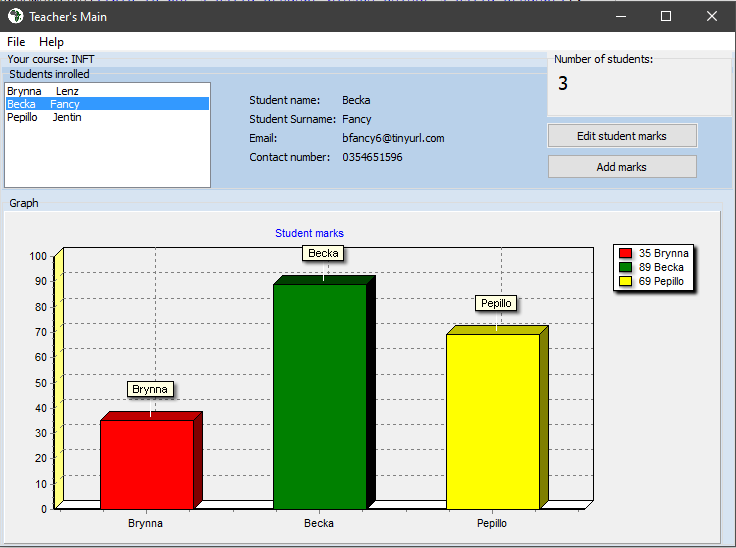 Teacher's Main
File Help
Your course: INFT
Students inrolled
Brynna Lenz
Becka Fancy
Pepillo Jentin
Student name: Becka
Student Surname: Fancy
Email: bfancy6@tinyurl.com
Contact number: 0354651596
Number of students:
3
Edit student marks
Add marks
Graph
Student marks
100
90
80
70
60
50
40
30
20
10
0
Brynna
Becka
Pepillo
Brynna
Becka
Pepillo
35 Brynna
89 Becka
69 Pepillo